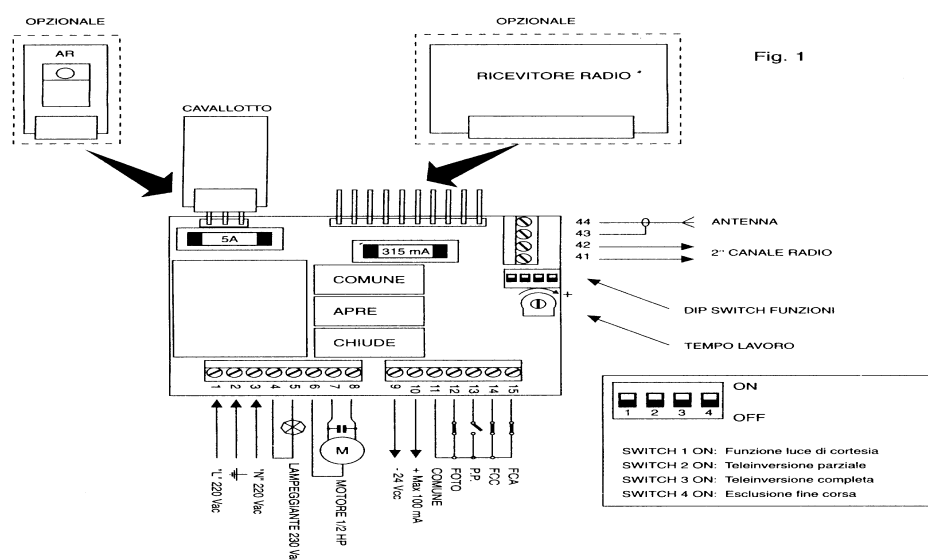 OPZIONALE
OPZIONALE
Fig. 1
AR
RICEVITORE RADIO
CAVALLOTTO
5A
315 mA
44
ANTENNA
43
42
2° CANALE RADIO
41
COMUNE
APRE
CHIUDE
+
DIP SWITCH FUNZIONI
TEMPO LAVORO
1 2 3 4 5 6 7 8 9 10 11 12 13 14 15
M
"L" 220 Vac
"N" 220 Vac
LAMPEGGIANTE 230 Va
MOTORE 1/2 HP
- 24 Vcc
+ Max 100 mA
COMUNE
FOTO
P.P.
FCC
FCA
ON
1 2 3 4
OFF
SWITCH 1 ON: Funzione luce di cortesia
SWITCH 2 ON: Teleinversione parziale
SWITCH 3 ON: Teleinversione completa
SWITCH 4 ON: Esclusione fine corsa